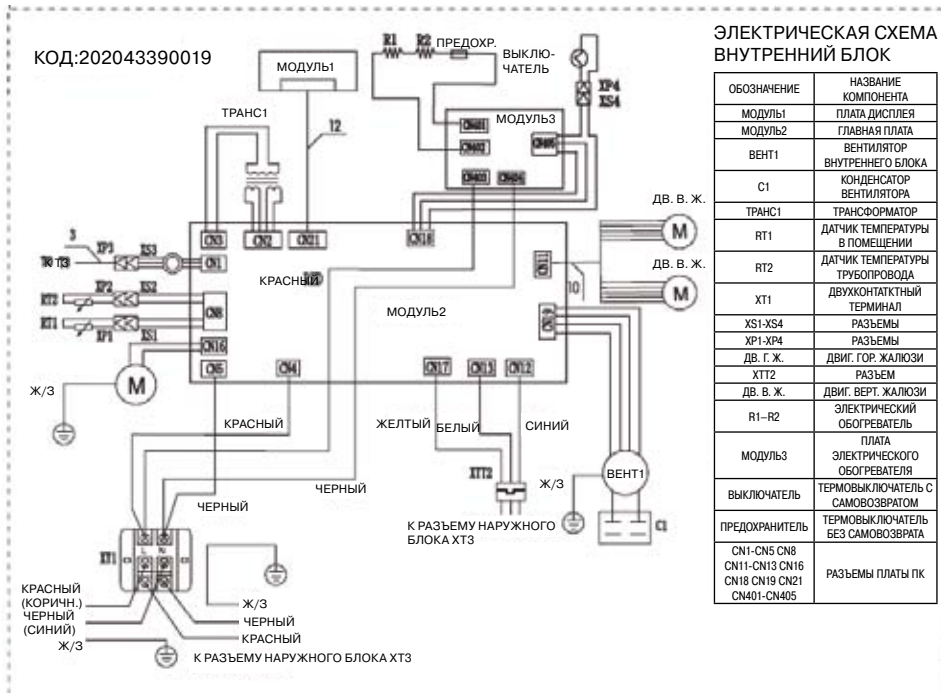 КОД:202043390019
R1
R2
ПРЕДОХР.
ВЫКЛЮ-
ЧАТЕЛЬ
МОДУЛЬ1
ТРАНС1
12
XP4
XS4
CN401
МОДУЛЬ3
CN402
CN405
CN403
CN404
ДВ. В. Ж.
M
ДВ. В. Ж.
M
3
XP3
XS3
CN3
CN2
CN21
CN18
CN1
КРАСНЫЙ
CN11
10
RT2
XP2
XS2
CN8
МОДУЛЬ2
RT1
XP1
XS1
CN16
CN5
CN4
CN17
CN13
CN12
M
Ж/З
КРАСНЫЙ
ЖЕЛТЫЙ
БЕЛЫЙ
СИНИЙ
ЧЕРНЫЙ
ЧЕРНЫЙ
XTT2
Ж/З
ВЕНТ1
C1
К РАЗЪЕМУ НАРУЖНОГО
БЛОКА XT3
XT1
L
N
КРАСНЫЙ
(КОРИЧН.)
ЧЕРНЫЙ
(СИНИЙ)
Ж/З
Ж/З
ЧЕРНЫЙ
КРАСНЫЙ
К РАЗЪЕМУ НАРУЖНОГО БЛОКА XT3
ЭЛЕКТРИЧЕСКАЯ СХЕМА
ВНУТРЕННИЙ БЛОК
ОБОЗНАЧЕНИЕ
НАЗВАНИЕ
КОМПОНЕНТА
МОДУЛЬ1
ПЛАТА ДИСПЛЕЯ
МОДУЛЬ2
ГЛАВНАЯ ПЛАТА
ВЕНТ1
ВЕНТИЛЯТОР
ВНУТРЕННЕГО БЛОКА
C1
КОНДЕНСАТОР
ВЕНТИЛЯТОРА
ТРАНС1
ТРАНСФОРМАТОР
RT1
ДАТЧИК ТЕМПЕРАТУРЫ
В ПОМЕЩЕНИИ
RT2
ДАТЧИК ТЕМПЕРАТУРЫ
ТРУБОПРОВОДА
XT1
ДВУХКОНТАТКТНЫЙ
ТЕРМИНАЛ
XS1-XS4
РАЗЪЕМЫ
XP1-XP4
РАЗЪЕМЫ
ДВ. Г. Ж.
ДВИГ. ГОР. ЖАЛЮЗИ
XTT2
РАЗЪЕМ
ДВ. В. Ж.
ДВИГ. ВЕРТ. ЖАЛЮЗИ
R1–R2
ЭЛЕКТРИЧЕСКИЙ
ОБОГРЕВАТЕЛЬ
МОДУЛЬ3
ПЛАТА
ЭЛЕКТРИЧЕСКОГО
ОБОГРЕВАТЕЛЯ
ВЫКЛЮЧАТЕЛЬ
ТЕРМОВЫКЛЮЧАТЕЛЬ С
САМОВОЗВРАТОМ
ПРЕДОХРАНИТЕЛЬ
ТЕРМОВЫКЛЮЧАТЕЛЬ
БЕЗ САМОВОЗВРАТА
CN1-CN5 CN8
CN11-CN13 CN16
CN18 CN19 CN21
CN401-CN405
РАЗЪЕМЫ ПЛАТЫ ПК